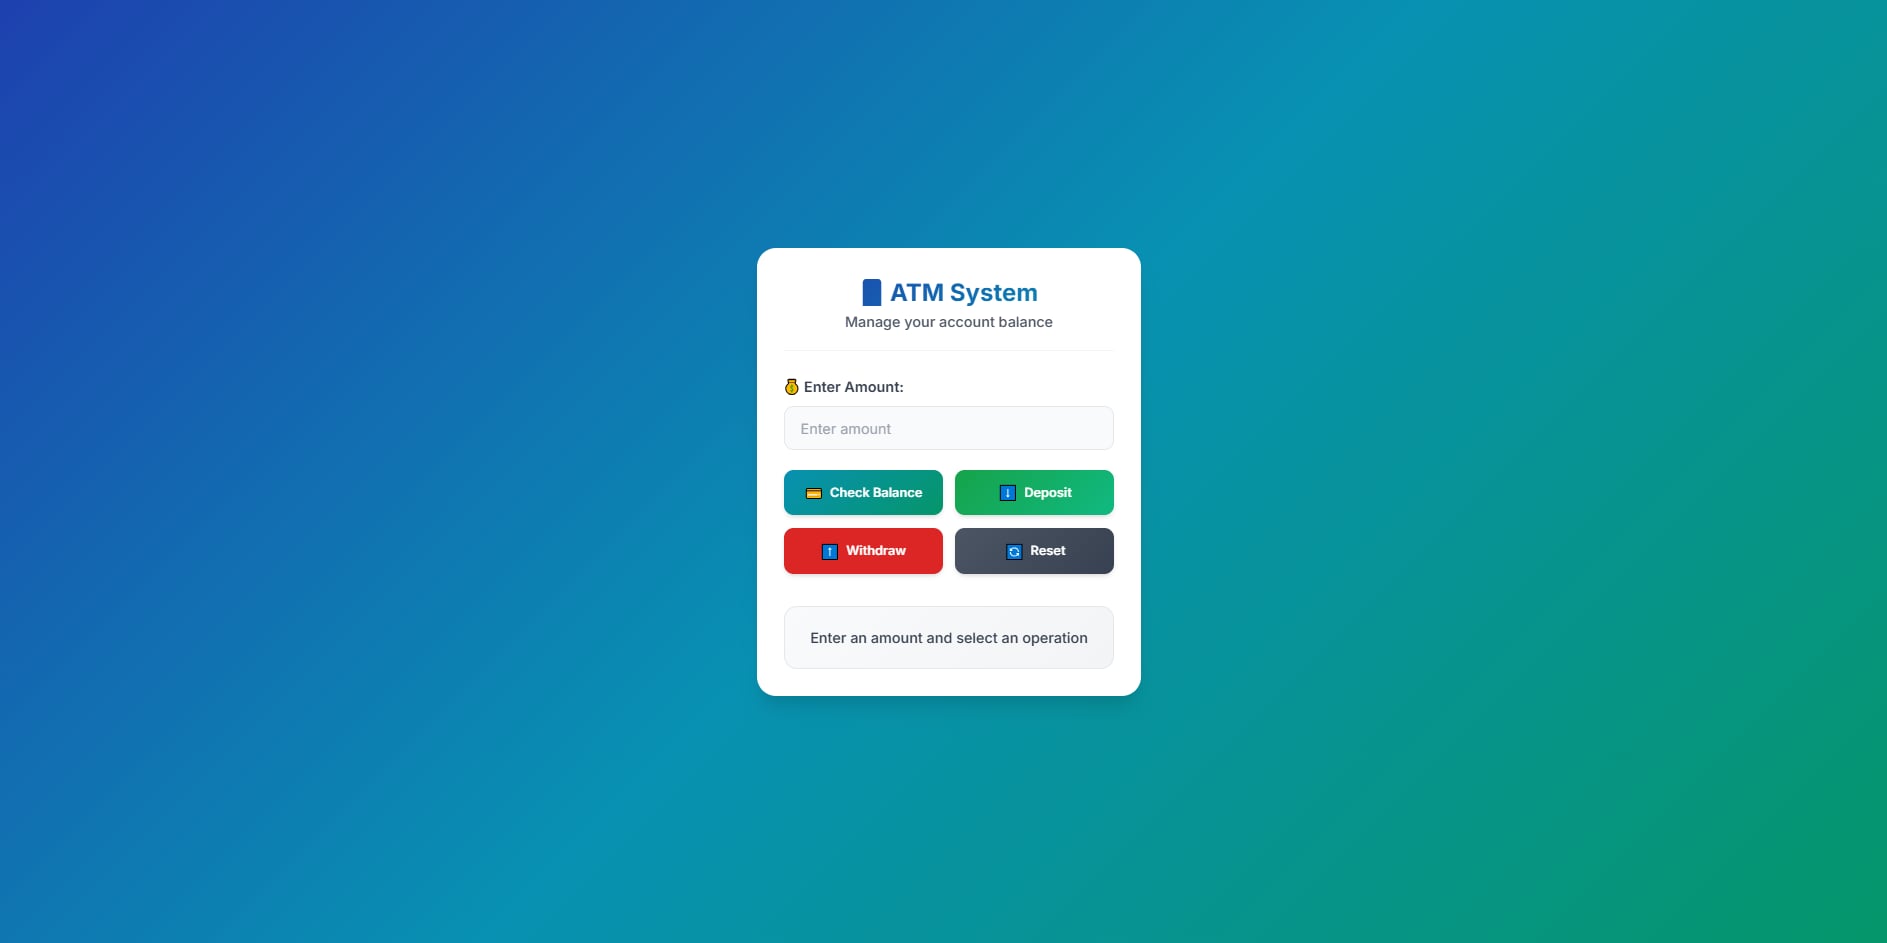 ATM System
Manage your account balance
Enter Amount:
Enter amount
Check Balance
Deposit
Withdraw
Reset
Enter an amount and select an operation